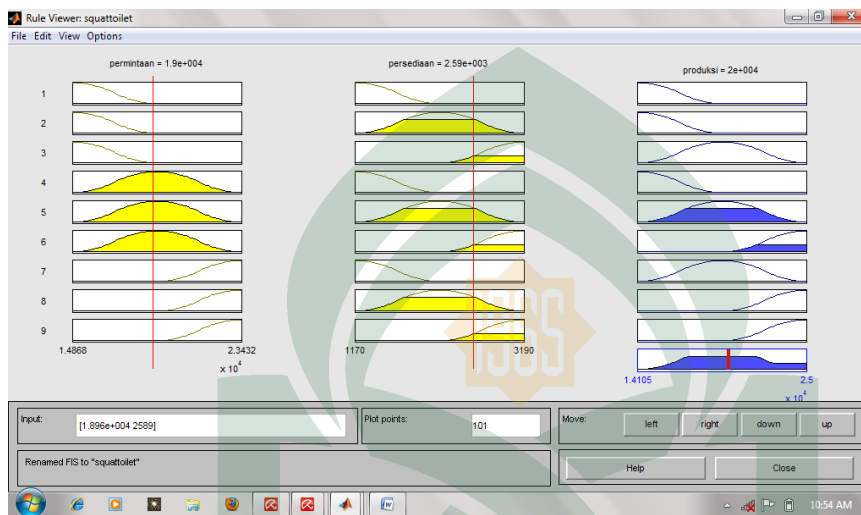 Rule Viewer: squattoilet
File Edit View Options
permintaan = 1.9e+004
persediaan = 2.59e+003
produksi = 2e+004
1
2
3
4
5
6
7
8
9
1.4868
2.3432
x 10^4
1170
3190
1.4105
2.5
x 10^4
Input:
[1.896e+004 2589]
Plot points:
101
Move:
left
right
down
up
Renamed FIS to "squattoilet"
Help
Close
10:54 AM